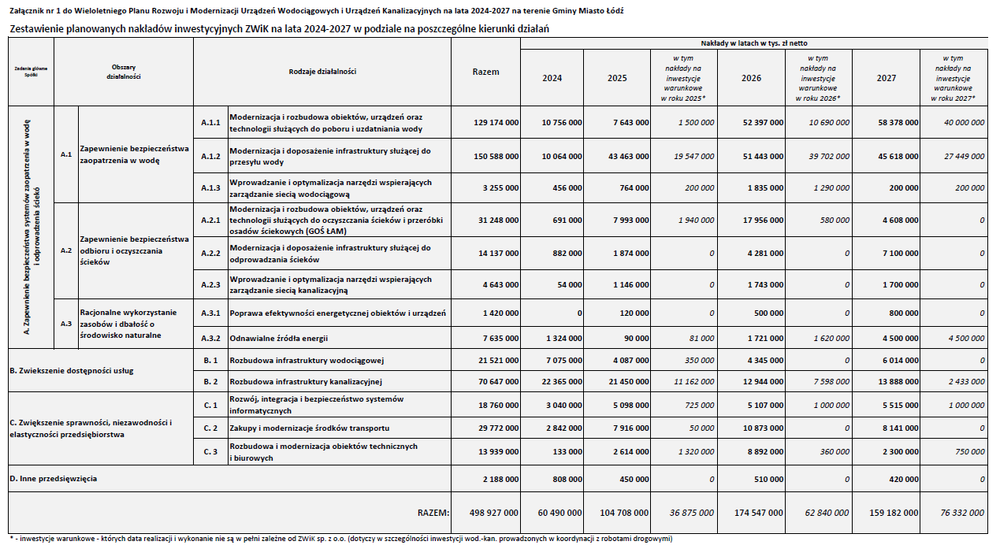 Załącznik nr 1 do Wieloletniego Planu Rozwoju i Modernizacji Urządzeń Wodociągowych i Urządzeń Kanalizacyjnych na lata 2024-2027 na terenie Gminy Miasto Łódź
Zestawienie planowanych nakładów inwestycyjnych ZWiK na lata 2024-2027 w podziale na poszczególne kierunki działań
Zadania główne
Spółki
Obszary
działalności
Rodzaje działalności
Razem
Nakłady w latach w tys. zł netto
2024
2025
w tym
nakłady na
inwestycje
warunkowe
w roku 2025*
2026
w tym
nakłady na
inwestycje
warunkowe
w roku 2026*
2027
w tym
nakłady na
inwestycje
warunkowe
w roku 2027*
A. Zapewnienie bezpieczeństwa systemów zaopatrzenia w wodę
i odprowadzenia ściekó
A.1
Zapewnienie bezpieczeństwa
zaopatrzenia w wodę
A.1.1
Modernizacja i rozbudowa obiektów, urządzeń oraz
technologii służących do poboru i uzdatniania wody
129 174 000 10 756 000 7 643 000 1 500 000 52 397 000 10 690 000 58 378 000 40 000 000
A.1.2
Modernizacja i doposażenie infrastruktury służącej do
przesyłu wody
150 588 000 10 064 000 43 463 000 19 547 000 51 443 000 39 702 000 45 618 000 27 449 000
A.1.3
Wprowadzanie i optymalizacja narzędzi wspierających
zarządzanie siecią wodociągową
3 255 000 456 000 764 000 200 000 1 835 000 1 290 000 200 000 200 000
A.2
Zapewnienie bezpieczeństwa
odbioru i oczyszczania
ścieków
A.2.1
Modernizacja i rozbudowa obiektów, urządzeń oraz
technologii służących do oczyszczania ścieków i przeróbki
osadów ściekowych (GOŚ ŁAM)
31 248 000 691 000 7 993 000 1 940 000 17 956 000 580 000 4 608 000 0
A.2.2
Modernizacja i doposażenie infrastruktury służącej do
odprowadzania ścieków
14 137 000 882 000 1 874 000 0 4 281 000 0 7 100 000 0
A.2.3
Wprowadzanie i optymalizacja narzędzi wspierających
zarządzanie siecią kanalizacyjną
4 643 000 54 000 1 146 000 0 1 743 000 0 1 700 000 0
A.3
Racjonalne wykorzystanie
zasobów i dbałość o
środowisko naturalne
A.3.1 Poprawa efektywności energetycznej obiektów i urządzeń 1 420 000 0 120 000 0 500 000 0 800 000 0
A.3.2 Odnawialne źródła energii 7 635 000 1 324 000 90 000 81 000 1 721 000 1 620 000 4 500 000 4 500 000
B. Zwiekszenie dostępności usług
B. 1 Rozbudowa infrastruktury wodociągowej 21 521 000 7 075 000 4 087 000 350 000 4 345 000 0 6 014 000 0
B. 2 Rozbudowa infrastruktury kanalizacyjnej 70 647 000 22 365 000 21 450 000 11 162 000 12 944 000 7 598 000 13 888 000 2 433 000
C. Zwiększenie sprawności, niezawodności i
elastyczności przedsiębiorstwa
C. 1
Rozwój, integracja i bezpieczeństwo systemów
informatycznych
18 760 000 3 040 000 5 098 000 725 000 5 107 000 1 000 000 5 515 000 1 000 000
C. 2 Zakupy i modernizacje środków transportu 29 772 000 2 842 000 7 916 000 50 000 10 873 000 0 8 141 000 0
C. 3
Rozbudowa i modernizacja obiektów technicznych
i biurowych
13 939 000 133 000 2 614 000 1 320 000 8 892 000 360 000 2 300 000 750 000
D. Inne przedsięwzięcia 2 188 000 808 000 450 000 0 510 000 0 420 000 0
RAZEM: 498 927 000 60 490 000 104 708 000 36 875 000 174 547 000 62 840 000 159 182 000 76 332 000
* - inwestycje warunkowe - których data realizacji i wykonanie nie są w pełni zależne od ZWiK sp. z o.o. (dotyczy w szczególności inwestycji wod.-kan. prowadzonych w koordynacji z robotami drogowymi)